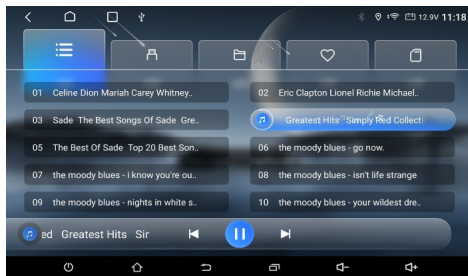 12.9V 11:18
01 Celine Dion Mariah Carey Whitney..
02 Eric Clapton Lionel Richie Michael..
03 Sade The Best Songs Of Sade Gre..
Greatest Hits Simply Red Collecti
05 The Best Of Sade Top 20 Best Son..
06 the moody blues - go now.
07 the moody blues - i know you're ou..
08 the moody blues - isn't life strange
09 the moody blues - nights in white s..
10 the moody blues - your wildest dre..
ed Greatest Hits Sir